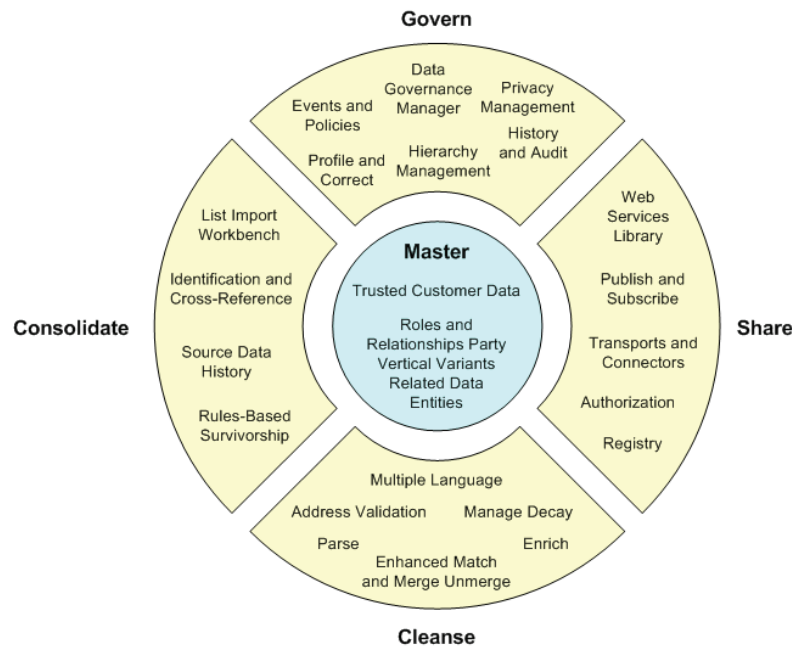 Govern
Data
Governance
Manager
Privacy
Management
Events and
Policies
History
and Audit
Profile and
Correct
Hierarchy
Management
Consolidate
List Import
Workbench
Identification and
Cross-Reference
Source Data
History
Rules-Based
Survivorship
Master
Trusted Customer Data
Roles and
Relationships Party
Vertical Variants
Related Data
Entities
Share
Web
Services
Library
Publish and
Subscribe
Transports and
Connectors
Authorization
Registry
Multiple Language
Address Validation
Manage Decay
Parse
Enrich
Enhanced Match
and Merge Unmerge
Cleanse